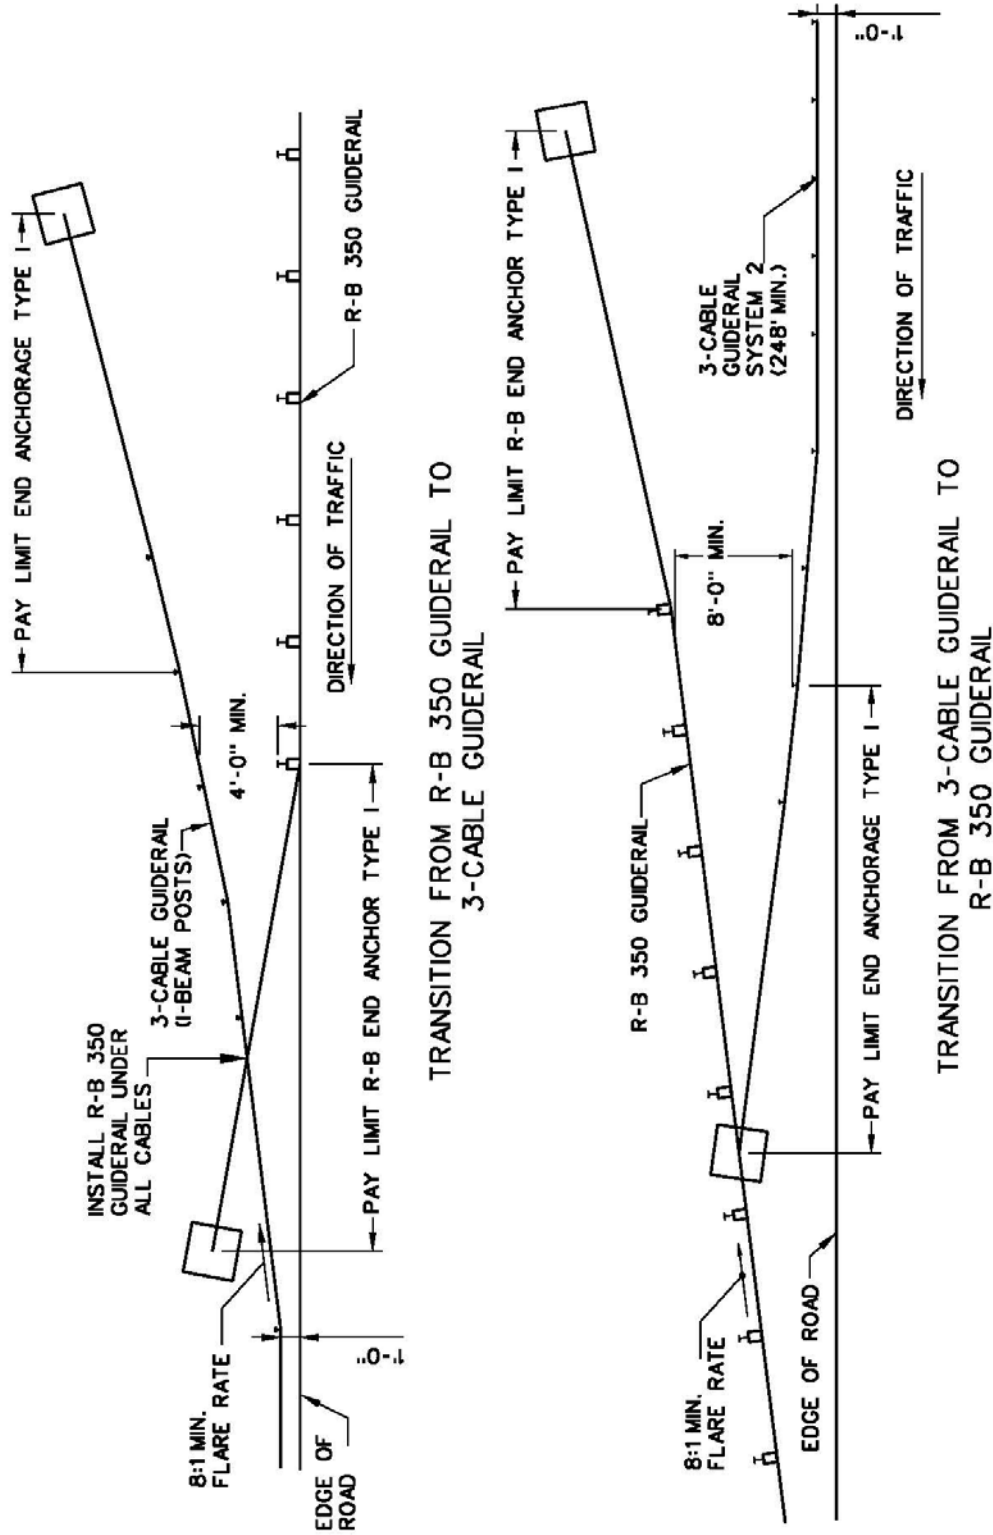 PAY LIMIT END ANCHORAGE TYPE I
INSTALL R-B 350
GUIDERAIL UNDER
ALL CABLES
3-CABLE GUIDERAIL
(I-BEAM POSTS)
4'-0" MIN.
8:1 MIN.
FLARE RATE
1'-0"
EDGE OF
ROAD
PAY LIMIT R-B END ANCHOR TYPE I
DIRECTION OF TRAFFIC
R-B 350 GUIDERAIL
TRANSITION FROM R-B 350 GUIDERAIL TO
3-CABLE GUIDERAIL
PAY LIMIT R-B END ANCHOR TYPE I
R-B 350 GUIDERAIL
8'-0" MIN.
3-CABLE
GUIDERAIL
SYSTEM 2
(248' MIN.)
1'-0"
8:1 MIN.
FLARE RATE
EDGE OF ROAD
PAY LIMIT END ANCHORAGE TYPE I
DIRECTION OF TRAFFIC
TRANSITION FROM 3-CABLE GUIDERAIL TO
R-B 350 GUIDERAIL